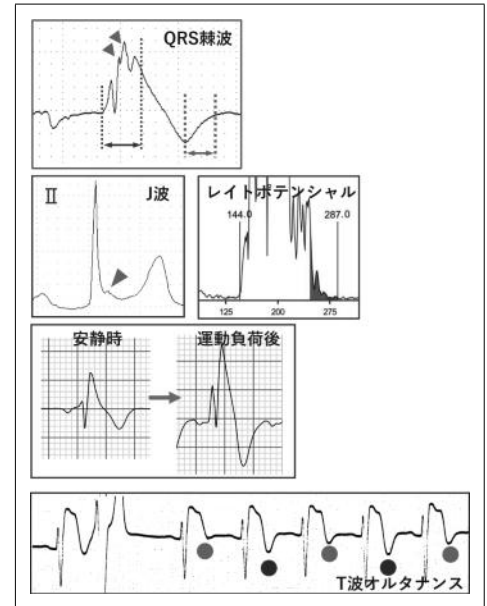 QRS棘波
II
J波
レイトポテンシャル
144.0
287.0
125
200
275
安静時
運動負荷後
T波オルタナンス